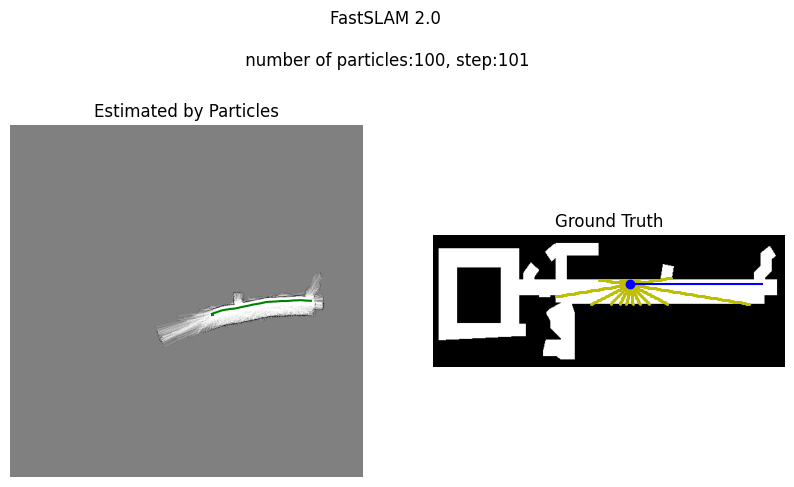 FastSLAM 2.0
number of particles:100, step:101
Estimated by Particles
Ground Truth